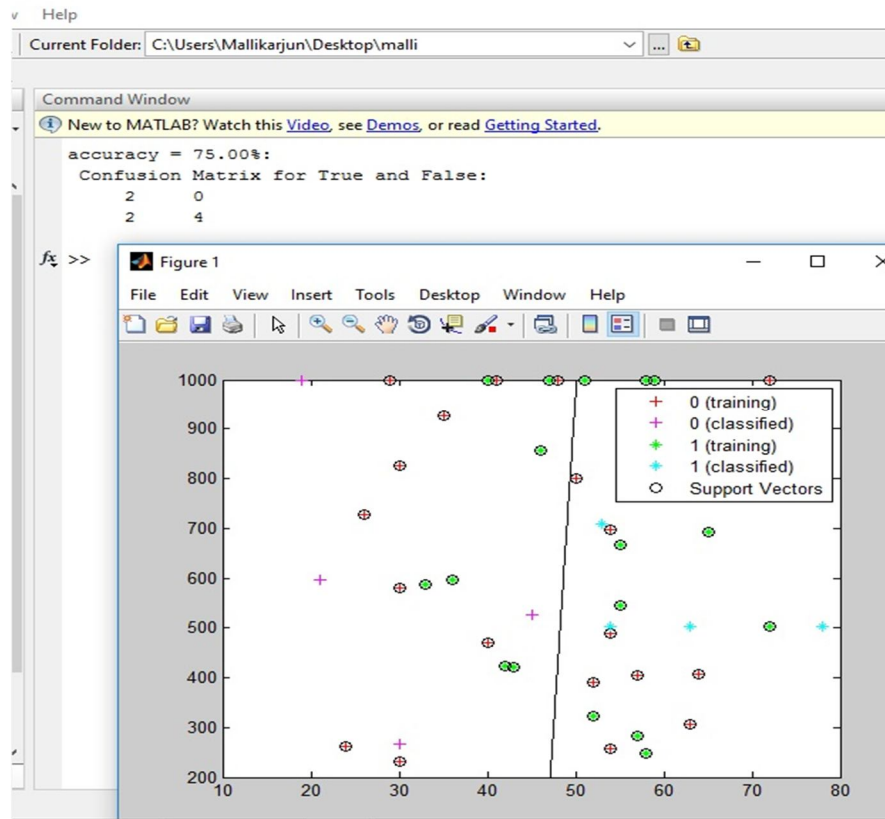 Help
Current Folder: C:\Users\Mallikarjun\Desktop\malli
...
Command Window
New to MATLAB? Watch this Video, see Demos, or read Getting Started.
accuracy = 75.00%:
Confusion Matrix for True and False:
2 0
2 4
fx >>
Figure 1
File Edit View Insert Tools Desktop Window Help
1000
900
800
700
600
500
400
300
200
10 20 30 40 50 60 70 80
0 (training)
0 (classified)
1 (training)
1 (classified)
Support Vectors